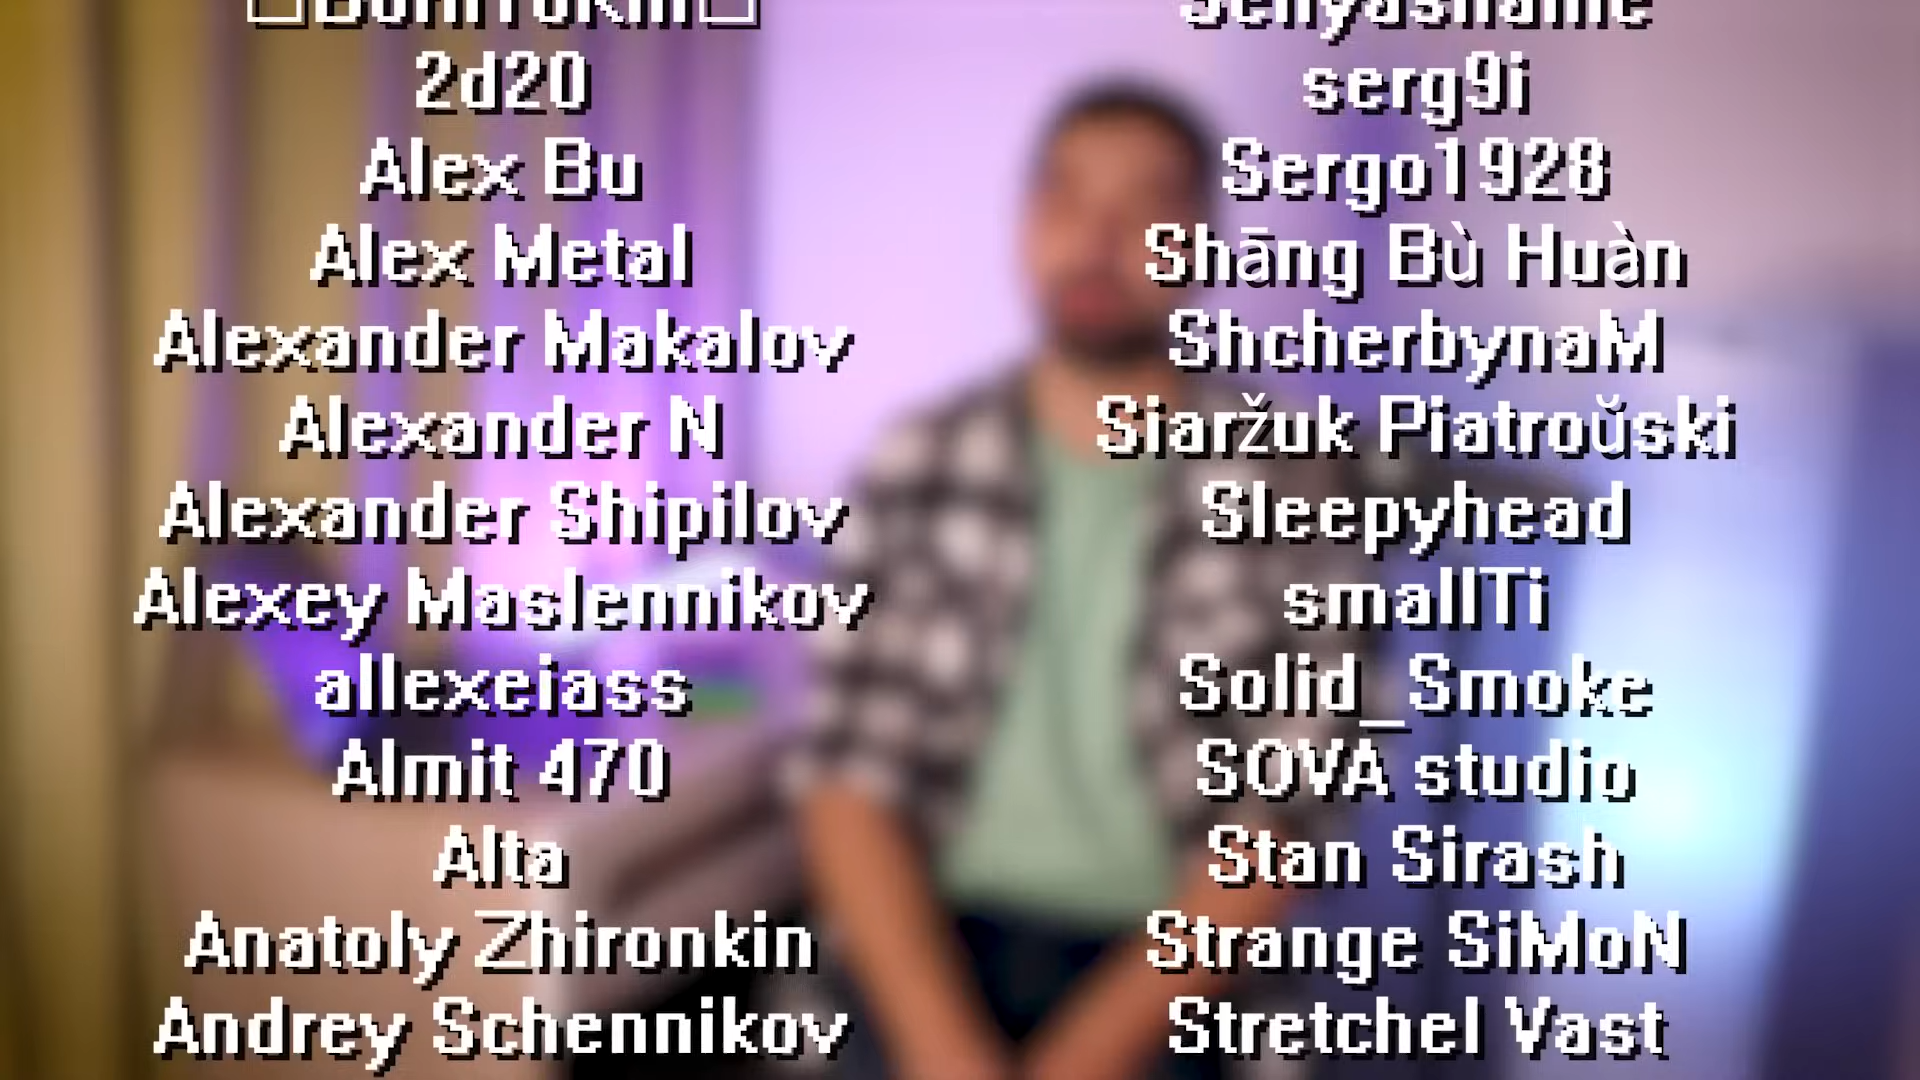 2d20
Alex Bu
Alex Metal
Alexander Makalov
Alexander N
Alexander Shipilov
Alexey Maslennikov
allexeiass
Almit 470
Alta
Anatoly Zhironkin
Andrey Schennikov
serg9i
Sergo1928
Shāng Bù Huàn
ShcherbynaM
Siaržuk Piatroŭski
Sleepyhead
smallTi
Solid_Smoke
SOVA studio
Stan Sirash
Strange SiMoN
Stretchel Vast